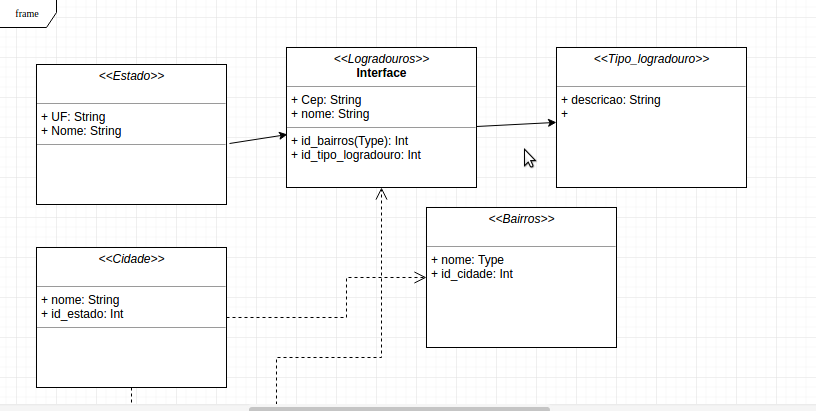 frame
<<Estado>>
+ UF: String
+ Nome: String
<<Logradouros>>
Interface
+ Cep: String
+ nome: String
+ id_bairros(Type): Int
+ id_tipo_logradouro: Int
<<Tipo_logradouro>>
+ descricao: String
+
<<Cidade>>
+ nome: String
+ id_estado: Int
<<Bairros>>
+ nome: Type
+ id_cidade: Int